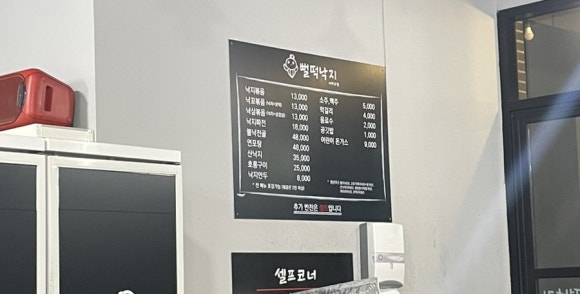 뻘떡낙지
낙지볶음 13,000
낙꼬볶음 13,000
낙삼볶음 13,000
낙지파전 18,000
불낙전골 48,000
연포탕 48,000
산낙지 35,000
호롱구이 25,000
낙지만두 8,000
소주,맥주 5,000
막걸리 4,000
음료수 2,000
공기밥 1,000
어린이 돈가스 9,000
추가 반찬은 셀프입니다
셀프코너